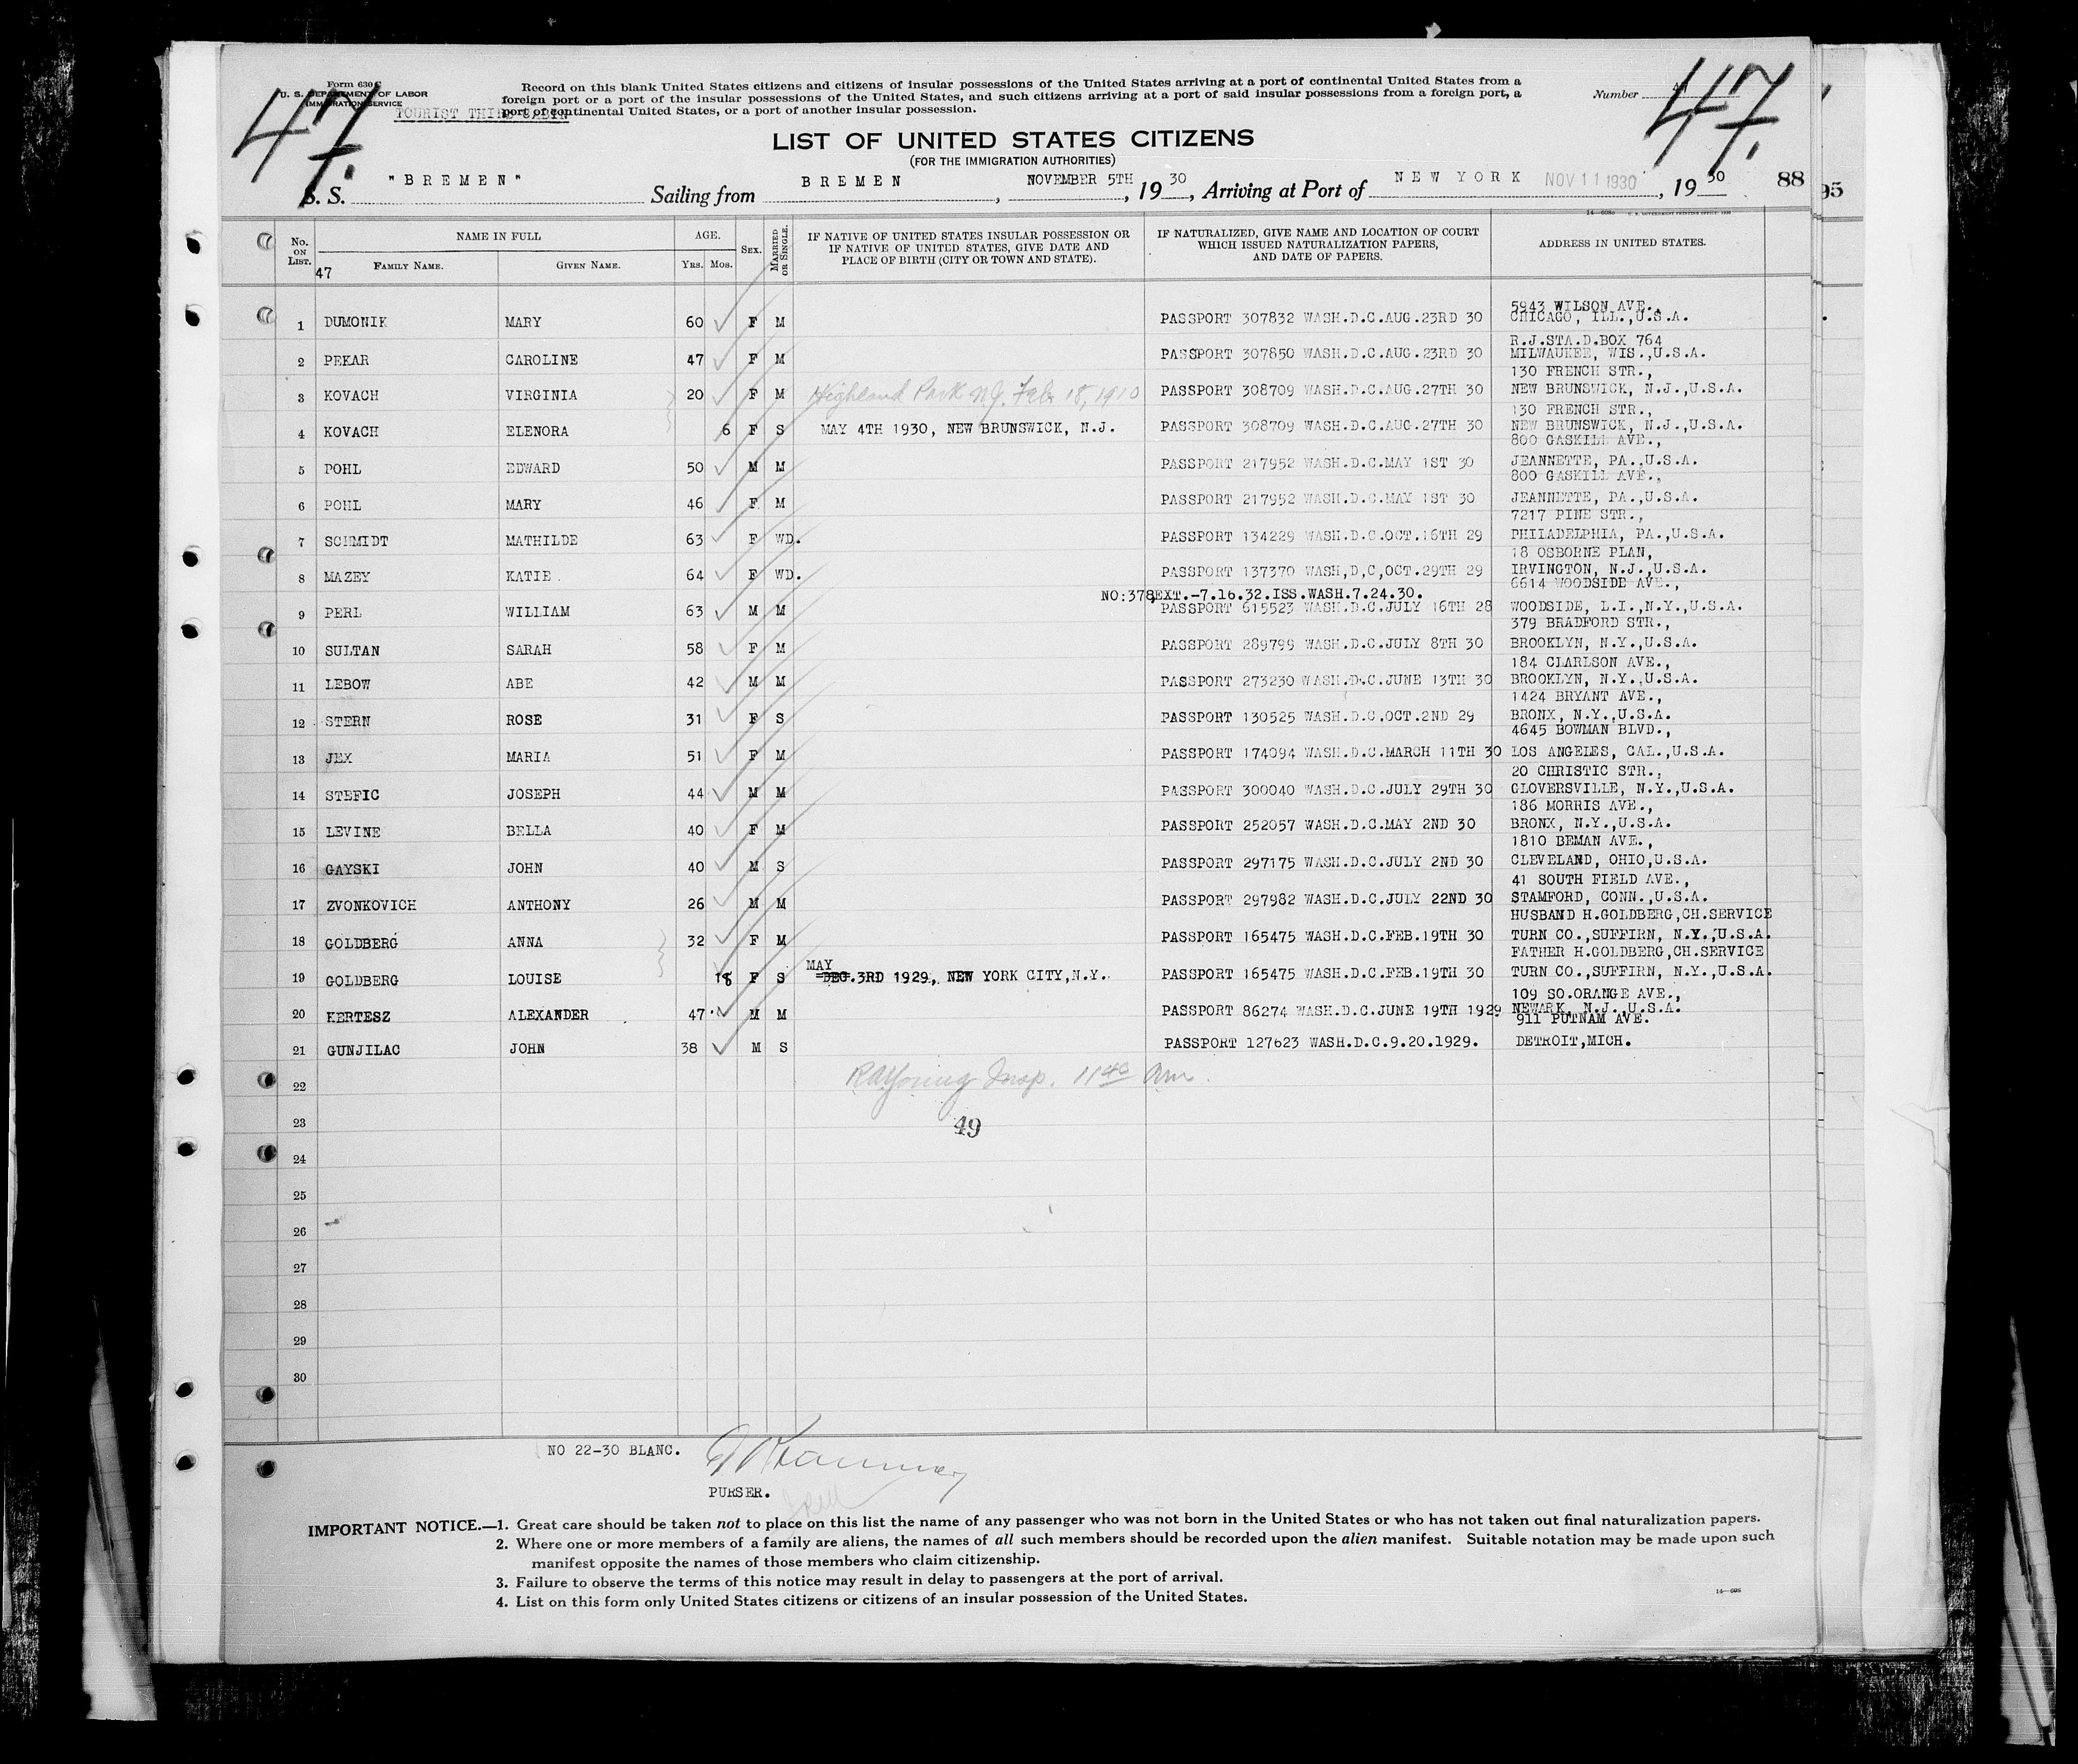 Form 630 C
U. S. DEPARTMENT OF LABOR
IMMIGRATION SERVICE
TOURIST THIRD CABIN
47.
Record on this blank United States citizens and citizens of insular possessions of the United States arriving at a port of continental United States from a
foreign port or a port of the insular possessions of the United States, and such citizens arriving at a port of said insular possessions from a foreign port, a
port of continental United States, or a port of another insular possession.
Number
47.
LIST OF UNITED STATES CITIZENS
(FOR THE IMMIGRATION AUTHORITIES)
S. S. "BREMEN" Sailing from BREMEN, NOVEMBER 5TH, 1930, Arriving at Port of NEW YORK NOV 11 1930, 1930 88
95
No. ON LIST. NAME IN FULL AGE. SEX. MARRIED OR SINGLE. IF NATIVE OF UNITED STATES INSULAR POSSESSION OR IF NATIVE OF UNITED STATES, GIVE DATE AND PLACE OF BIRTH (CITY OR TOWN AND STATE). IF NATURALIZED, GIVE NAME AND LOCATION OF COURT WHICH ISSUED NATURALIZATION PAPERS, AND DATE OF PAPERS. ADDRESS IN UNITED STATES.
47 FAMILY NAME. GIVEN NAME. YRS. MOS.
5943 WILSON AVE.,
1 DUMONIK MARY 60 F M PASSPORT 307832 WASH.D.C.AUG.23RD 30 CHICAGO, ILL.,U.S.A.
R.J.STA.D.BOX 764
2 PEKAR CAROLINE 47 F M PASSPORT 307850 WASH.D.C.AUG.23RD 30 MILWAUKEE, WIS.,U.S.A.
130 FRENCH STR.,
3 KOVACH VIRGINIA 20 F M Highland Park NJ. Feb 18, 1910 PASSPORT 308709 WASH.D.C.AUG.27TH 30 NEW BRUNSWICK, N.J.,U.S.A.
130 FRENCH STR.,
4 KOVACH ELENORA 6 F S MAY 4TH 1930, NEW BRUNSWICK, N.J. PASSPORT 308709 WASH.D.C.AUG.27TH 30 NEW BRUNSWICK, N.J.,U.S.A.
800 GASKILL AVE.,
5 POHL EDWARD 50 M M PASSPORT 217952 WASH.D.C.MAY 1ST 30 JEANNETTE, PA.,U.S.A.
800 GASKILL AVE.,
6 POHL MARY 46 F M PASSPORT 217952 WASH.D.C.MAY 1ST 30 JEANNETTE, PA.,U.S.A.
7217 PINE STR.,
7 SCHMIDT MATHILDE 63 F WD. PASSPORT 134229 WASH.D.C.OCT.16TH 29 PHILADELPHIA, PA.,U.S.A.
18 OSBORNE PLAN,
8 MAZEY KATIE 64 F WD. PASSPORT 137370 WASH,D,C,OCT.29TH 29 IRVINGTON, N.J.,U.S.A.
6614 WOODSIDE AVE.,
NO:378,EXT.-7.16.32.ISS.WASH.7.24.30.
9 PERL WILLIAM 63 M M PASSPORT 615523 WASH.D.C.JULY 16TH 28 WOODSIDE, L.I.,N.Y.,U.S.A.
379 BRADFORD STR.,
10 SULTAN SARAH 58 F M PASSPORT 289799 WASH.D.C.JULY 8TH 30 BROOKLYN, N.Y.,U.S.A.
184 CLARLSON AVE.,
11 LEBOW ABE 42 M M PASSPORT 273230 WASH.D.C.JUNE 13TH 30 BROOKLYN, N.Y.,U.S.A.
1424 BRYANT AVE.,
12 STERN ROSE 31 F S PASSPORT 130525 WASH.D.C.OCT.2ND 29 BRONX, N.Y.,U.S.A.
4645 BOWMAN BLVD.,
13 JEX MARIA 51 F M PASSPORT 174094 WASH.D.C.MARCH 11TH 30 LOS ANGELES, CAL.,U.S.A.
20 CHRISTIC STR.,
14 STEFIC JOSEPH 44 M M PASSPORT 300040 WASH.D.C.JULY 29TH 30 GLOVERSVILLE, N.Y.,U.S.A.
186 MORRIS AVE.,
15 LEVINE BELLA 40 F M PASSPORT 252057 WASH.D.C.MAY 2ND 30 BRONX, N.Y.,U.S.A.
1810 BEMAN AVE.,
16 GAYSKI JOHN 40 M S PASSPORT 297175 WASH.D.C.JULY 2ND 30 CLEVELAND, OHIO,U.S.A.
41 SOUTH FIELD AVE.,
17 ZVONKOVICH ANTHONY 26 M M PASSPORT 297982 WASH.D.C.JULY 22ND 30 STAMFORD, CONN.,U.S.A.
HUSBAND H.GOLDBERG,CH.SERVICE
18 GOLDBERG ANNA 32 F M PASSPORT 165475 WASH.D.C.FEB.19TH 30 TURN CO.,SUFFIRN, N.Y.,U.S.A.
FATHER H.GOLDBERG,CH.SERVICE
MAY
19 GOLDBERG LOUISE 18 F S DEC.3RD 1929, NEW YORK CITY,N.Y. PASSPORT 165475 WASH.D.C.FEB.19TH 30 TURN CO.,SUFFIRN, N.Y.,U.S.A.
109 SO.ORANGE AVE.,
20 KERTESZ ALEXANDER 47 M M PASSPORT 86274 WASH.D.C.JUNE 19TH 1929 NEWARK, N.J.,U.S.A.
911 PUTNAM AVE.
21 GUNJILAC JOHN 38 M S PASSPORT 127623 WASH.D.C.9.20.1929. DETROIT,MICH.
22 RAYoung Insp. 11 40 am.
23 49
24
25
26
27
28
29
30
NO 22-30 BLANC.
PURSER.
IMPORTANT NOTICE.—1. Great care should be taken not to place on this list the name of any passenger who was not born in the United States or who has not taken out final naturalization papers.
2. Where one or more members of a family are aliens, the names of all such members should be recorded upon the alien manifest. Suitable notation may be made upon such
manifest opposite the names of those members who claim citizenship.
3. Failure to observe the terms of this notice may result in delay to passengers at the port of arrival.
4. List on this form only United States citizens or citizens of an insular possession of the United States.